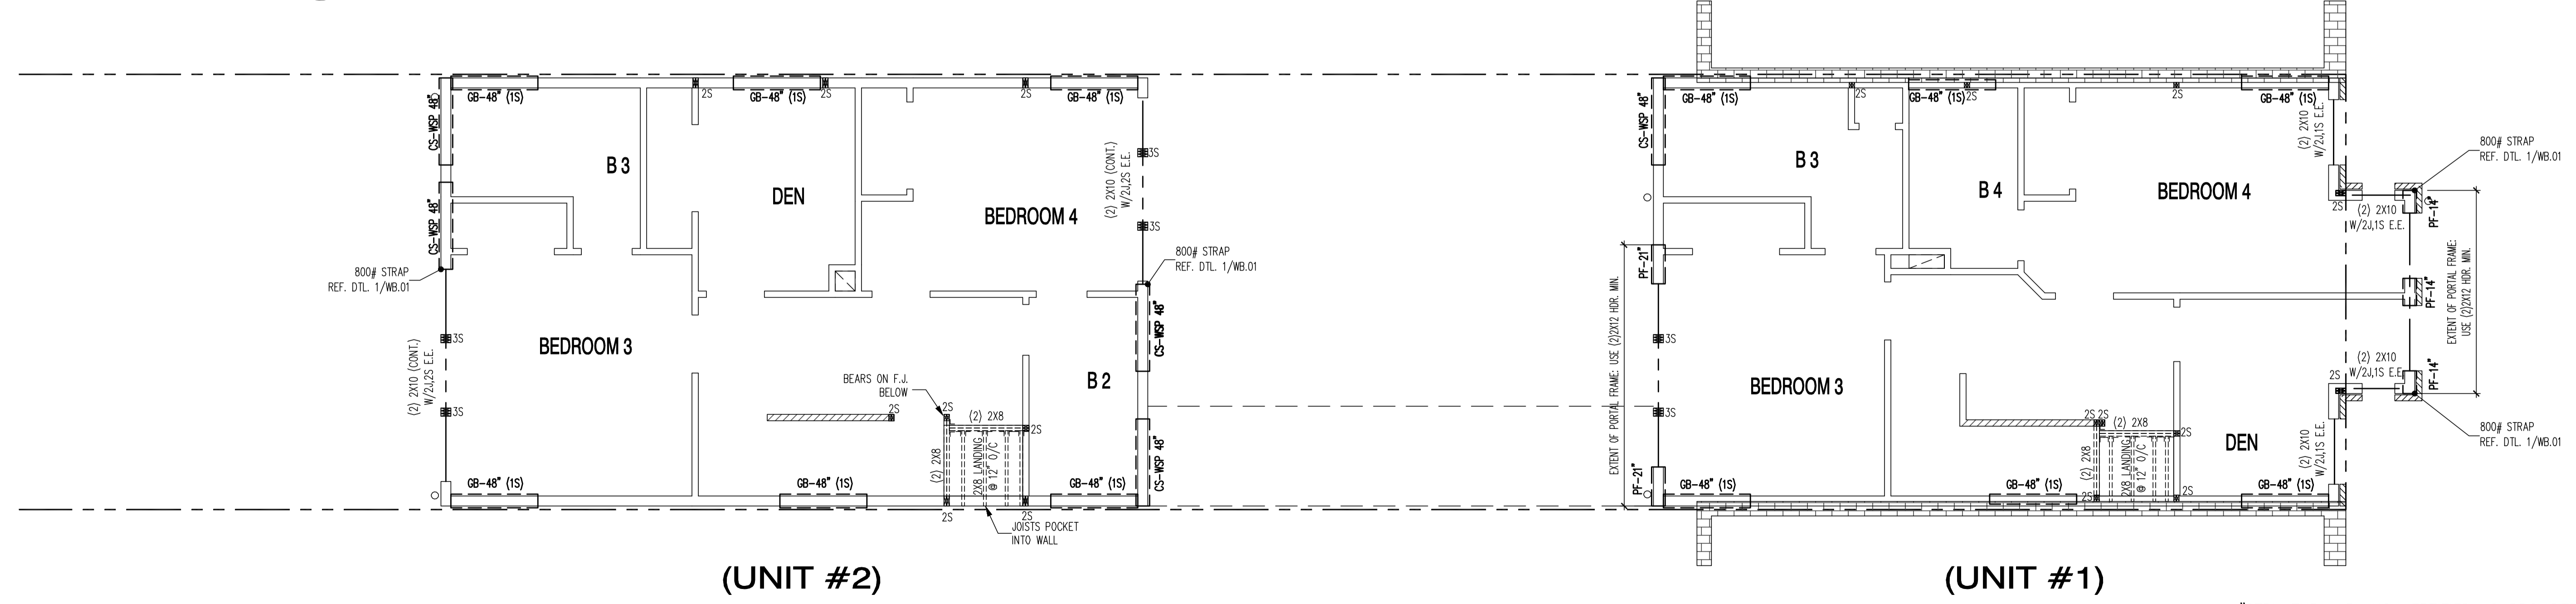 GB-48" (1S)
2S
GB-48" (1S)
2S
2S
GB-48" (1S)
CS-WSP 48"
CS-WSP 48"
B 3
DEN
BEDROOM 4
3S
3S
(2) 2X10 (CONT.)
W/2J,2S E.E.
800# STRAP
REF. DTL. 1/WB.01
800# STRAP
REF. DTL. 1/WB.01
BEDROOM 3
3S
3S
(2) 2X10 (CONT.)
W/2J,2S E.E.
BEARS ON F.J.
BELOW
B 2
CS-WSP 48"
CS-WSP 48"
2S
2S
(2) 2X8
2S
(2) 2X8
2X8 LANDING
@ 12" O/C
GB-48" (1S)
GB-48" (1S)
GB-48" (1S)
2S
2S
JOISTS POCKET
INTO WALL
(UNIT #2)
GB-48" (1S)
2S
GB-48" (1S)
2S
2S
GB-48" (1S)
CS-WSP 48"
(2) 2X10
W/2J,1S E.E.
B 3
B 4
BEDROOM 4
800# STRAP
REF. DTL. 1/WB.01
2S
(2) 2X10
W/2J,1S E.E.
PF-14"
PF-21"
PF-14"
EXTENT OF PORTAL FRAME:
USE (2)2X12 HDR. MIN.
EXTENT OF PORTAL FRAME: USE (2)2X12 HDR. MIN.
3S
3S
BEDROOM 3
(2) 2X10
W/2J,1S E.E.
2S
PF-14"
800# STRAP
REF. DTL. 1/WB.01
2S 2S
(2) 2X8
2S
(2) 2X8
2X8 LANDING
@ 12" O/C
DEN
(2) 2X10
W/2J,1S E.E.
PF-21"
GB-48" (1S)
GB-48" (1S)
2S
2S
GB-48" (1S)
(UNIT #1)